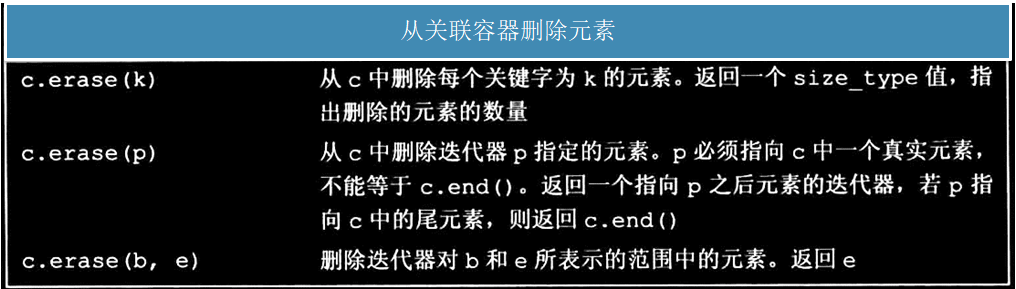 从关联容器删除元素
c.erase(k) 从 c 中删除每个关键字为 k 的元素。返回一个 size_type 值，指
出删除的元素的数量
c.erase(p) 从 c 中删除迭代器 p 指定的元素。p 必须指向 c 中一个真实元素，
不能等于 c.end()。返回一个指向 p 之后元素的迭代器，若 p 指
向 c 中的尾元素，则返回 c.end()
c.erase(b, e) 删除迭代器对 b 和 e 所表示的范围中的元素。返回 e